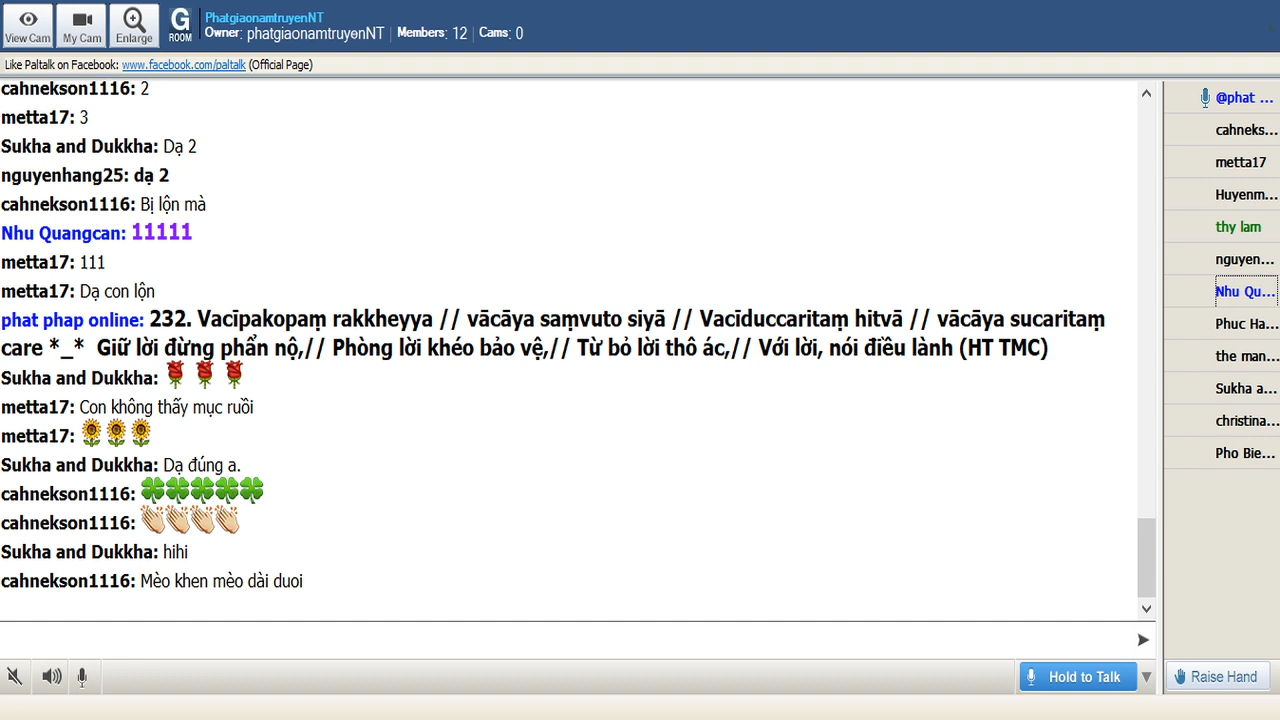 View Cam
My Cam
Enlarge
G
ROOM
PhatgiaonamtruyenNT
Owner: phatgiaonamtruyenNT | Members: 12 | Cams: 0
Like Paltalk on Facebook: www.facebook.com/paltalk (Official Page)
cahnekson1116: 2
metta17: 3
Sukha and Dukkha: Dạ 2
nguyenhang25: dạ 2
cahnekson1116: Bị lộn mà
Nhu Quangcan: 11111
metta17: 111
metta17: Dạ con lộn
phat phap online: 232. Vacīpakopaṃ rakkheyya // vācāya saṃvuto siyā // Vacīduccaritaṃ hitvā // vācāya sucaritaṃ
care *_* Giữ lời đừng phẩn nộ,// Phòng lời khéo bảo vệ,// Từ bỏ lời thô ác,// Với lời, nói điều lành (HT TMC)
Sukha and Dukkha:
metta17: Con không thấy mục ruồi
metta17:
Sukha and Dukkha: Dạ đúng a.
cahnekson1116:
cahnekson1116:
Sukha and Dukkha: hihi
cahnekson1116: Mèo khen mèo dài duoi
@phat ...
cahneks...
metta17
Huyenm...
thy lam
nguyen...
Nhu Qu...
Phuc Ha...
the man...
Sukha a...
christina...
Pho Bie...
Hold to Talk
Raise Hand